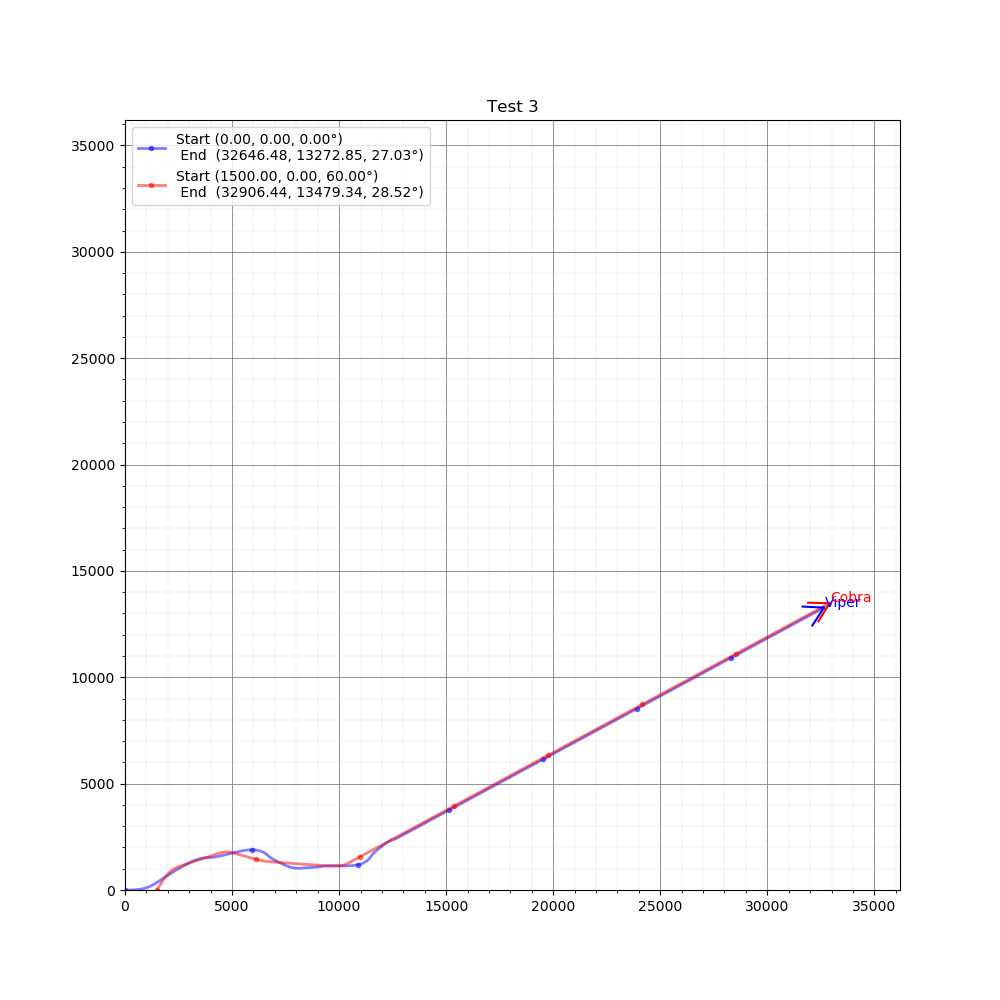 Test 3
Start (0.00, 0.00, 0.00°)
End (32646.48, 13272.85, 27.03°)
Start (1500.00, 0.00, 60.00°)
End (32906.44, 13479.34, 28.52°)
35000
30000
25000
20000
15000
10000
5000
0
Cobra
Viper
0 5000 10000 15000 20000 25000 30000 35000